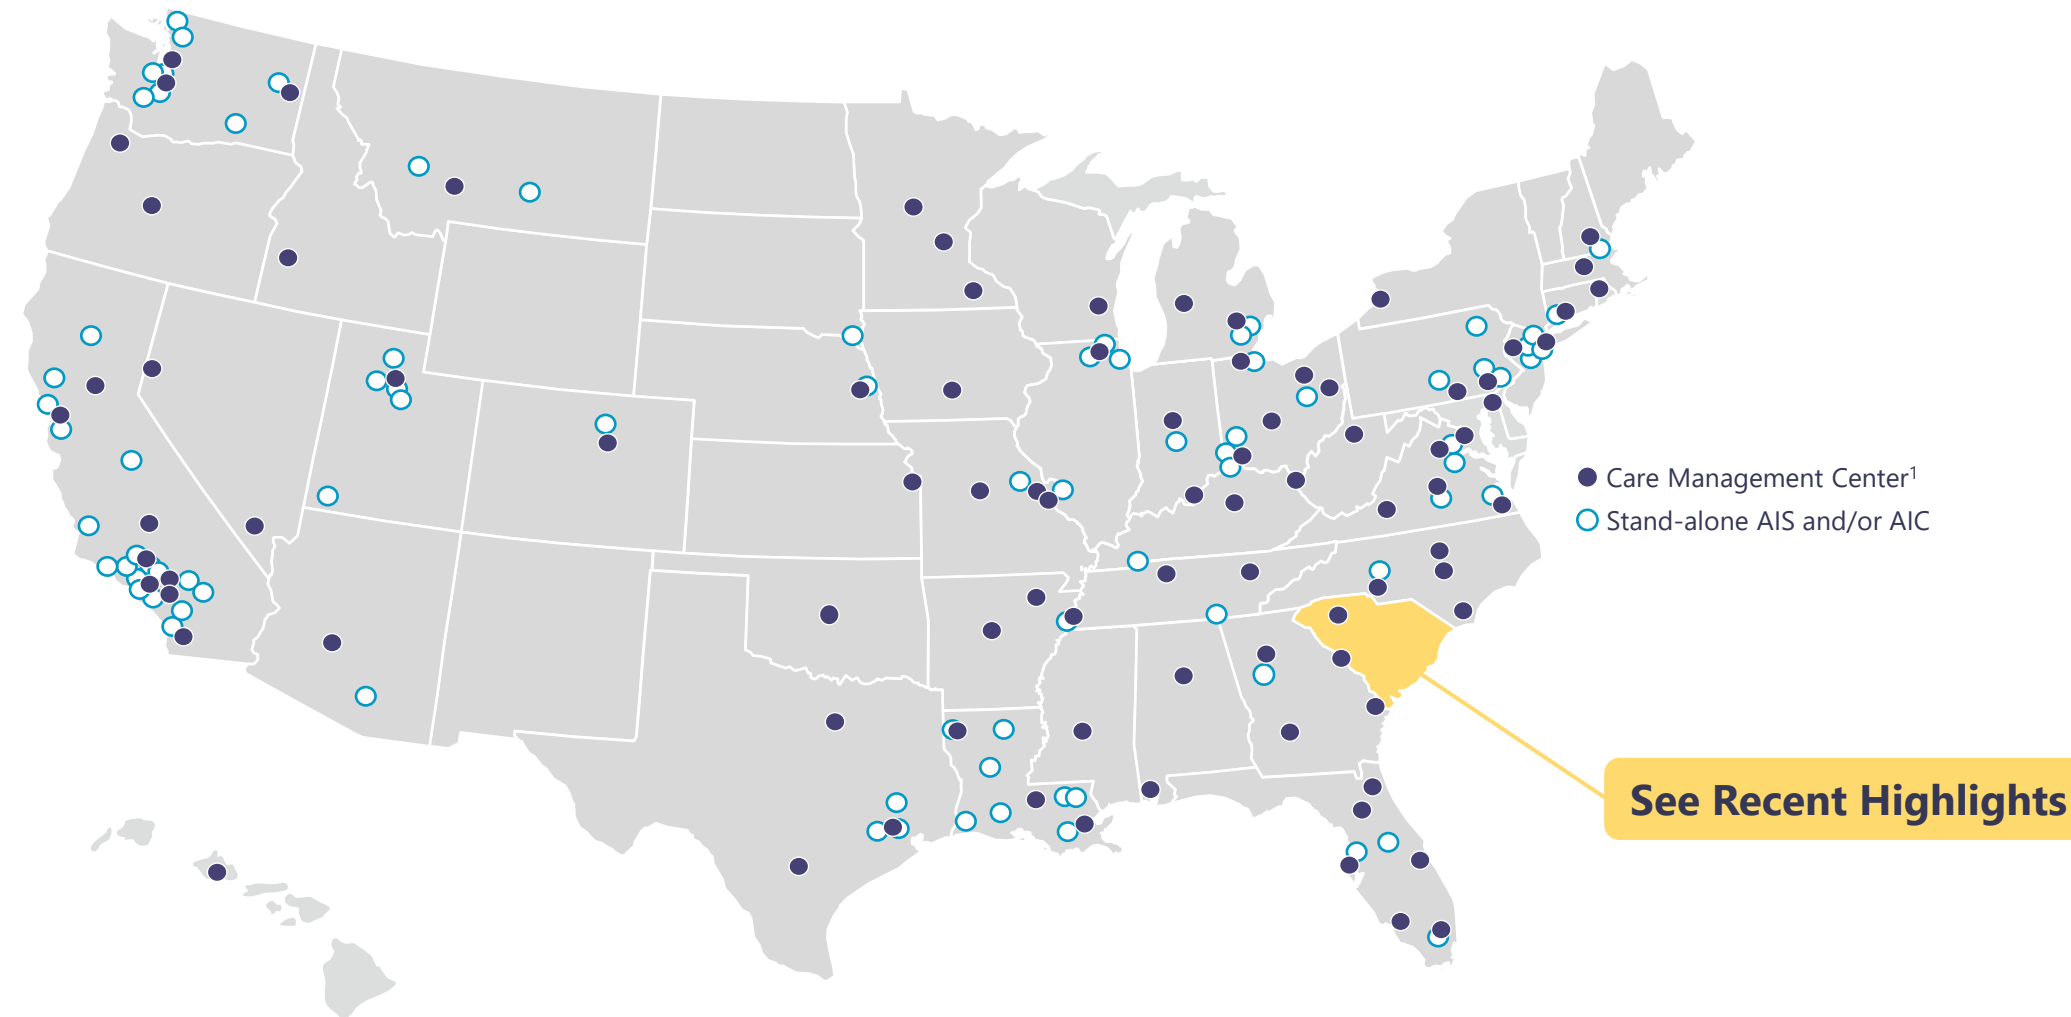 Care Management Center¹
Stand-alone AIS and/or AIC
See Recent Highlights